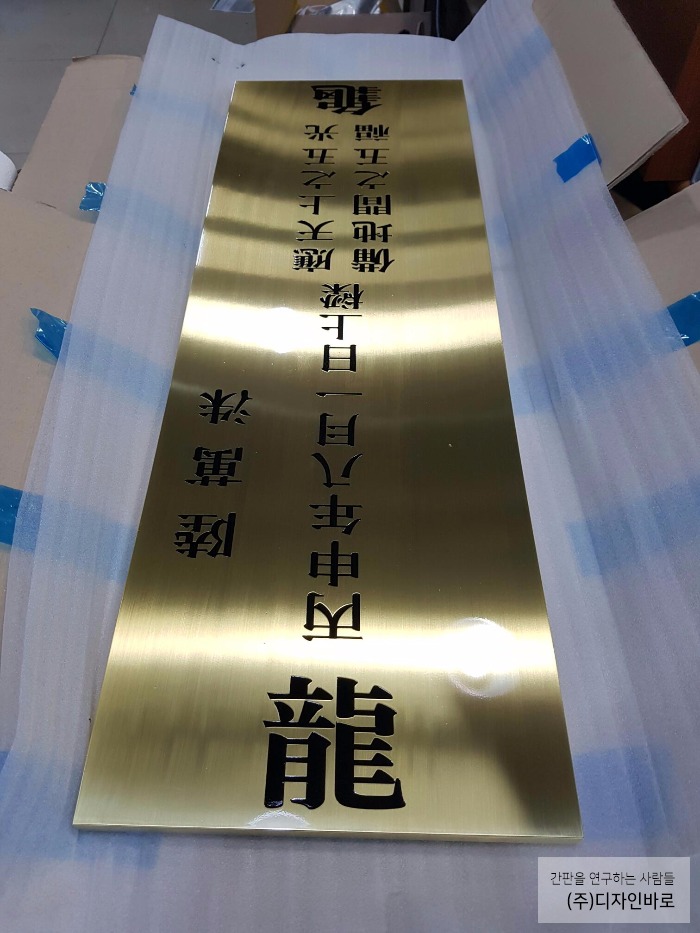 龍
陸萬洙
丙申年八月一日上樑
應天上之五光
備地間之五福
龜
간판을 연구하는 사람들
(주)디자인바로